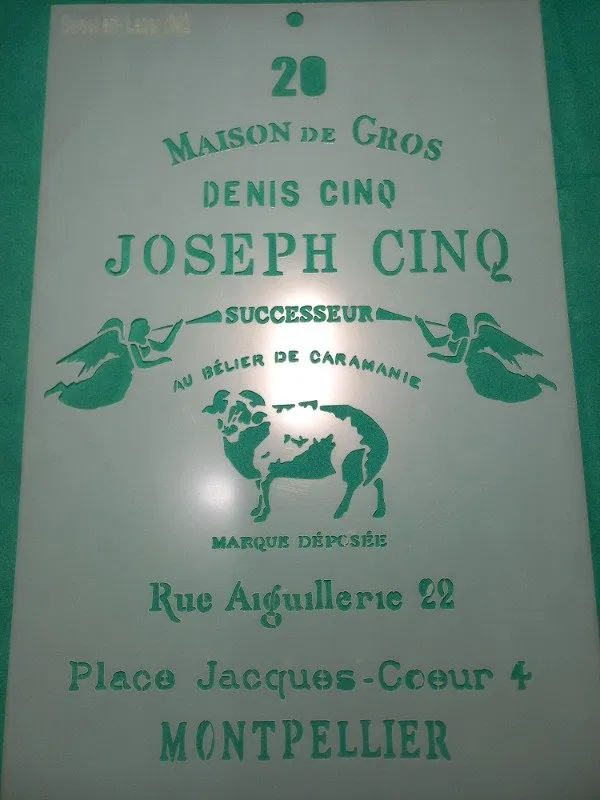 20
MAISON DE GROS
DENIS CINQ
JOSEPH CINQ
SUCCESSEUR
AU BÉLIER DE CARAMANIE
MARQUE DÉPOSÉE
Rue Aiguillerie 22
Place Jacques-Coeur 4
MONTPELLIER